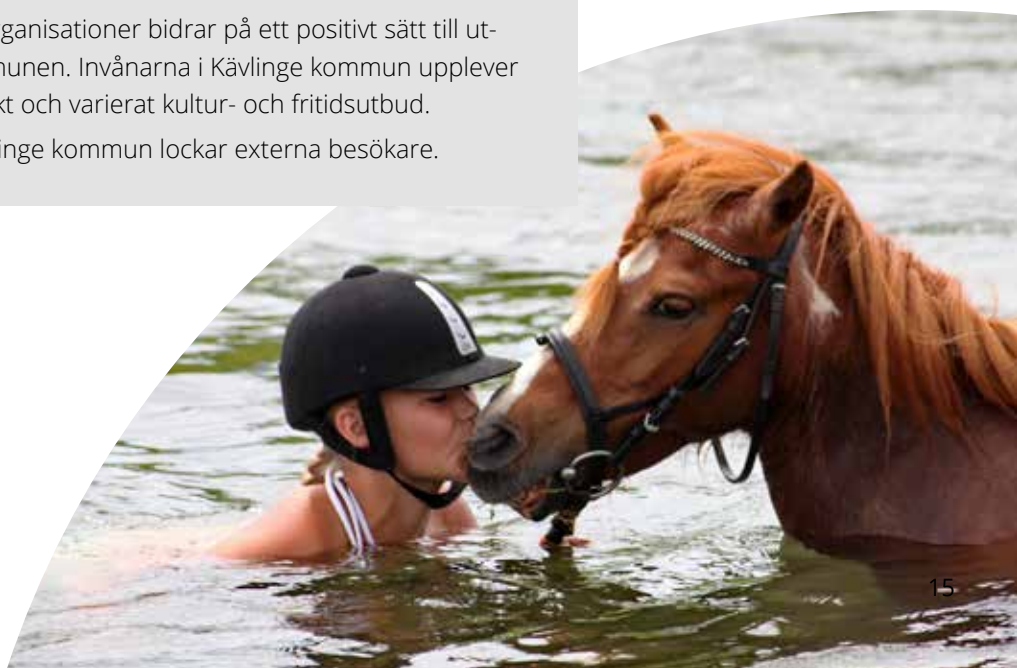 ganisationer bidrar på ett positivt sätt till ut-
munen. Invånarna i Kävlinge kommun upplever
kt och varierat kultur- och fritidsutbud.
inge kommun lockar externa besökare.
15